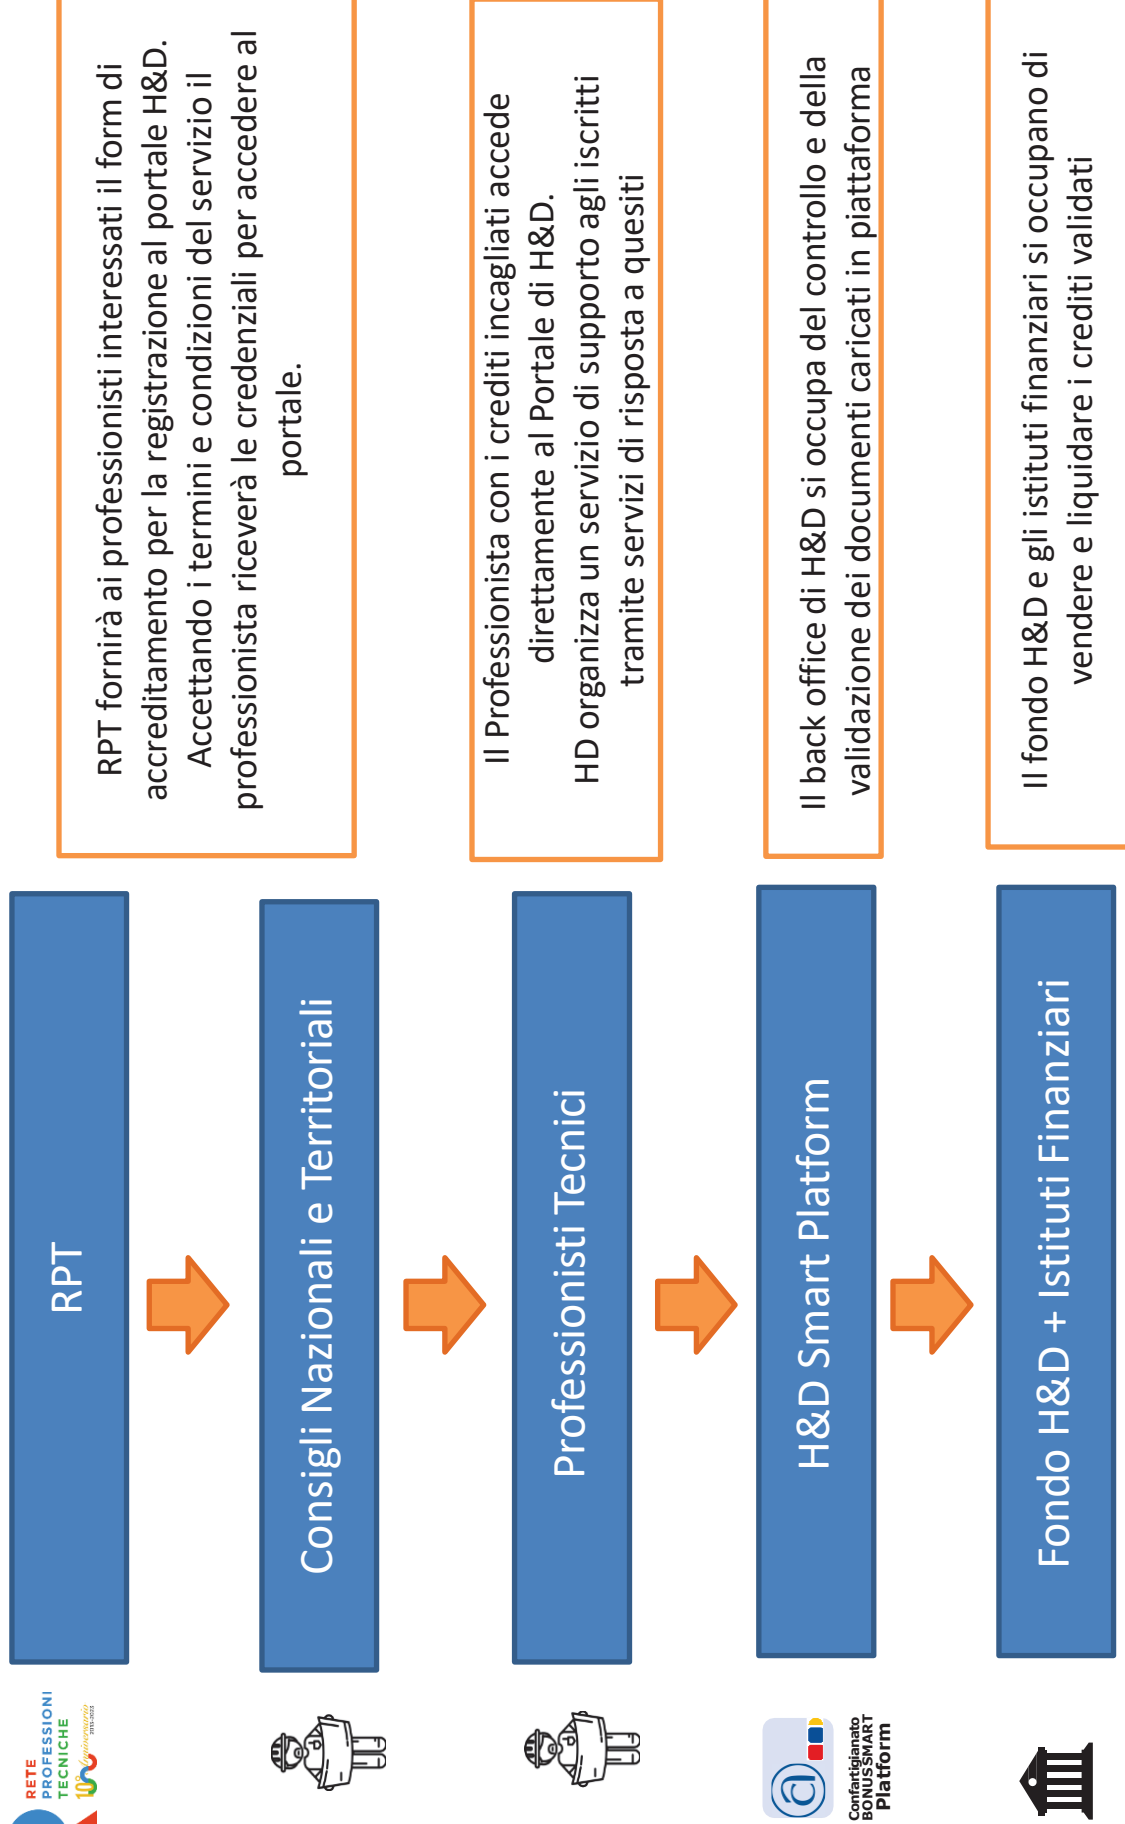 RETE
PROFESSIONI
TECNICHE
10° Anniversario
2013-2023
RPT
RPT fornirà ai professionisti interessati il form di
accreditamento per la registrazione al portale H&D.
Accettando i termini e condizioni del servizio il
professionista riceverà le credenziali per accedere al
portale.
Consigli Nazionali e Territoriali
Professionisti Tecnici
Il Professionista con i crediti incagliati accede
direttamente al Portale di H&D.
HD organizza un servizio di supporto agli iscritti
tramite servizi di risposta a quesiti
Confartigianato
BONUSSMART
Platform
H&D Smart Platform
Il back office di H&D si occupa del controllo e della
validazione dei documenti caricati in piattaforma
Fondo H&D + Istituti Finanziari
Il fondo H&D e gli istituti finanziari si occupano di
vendere e liquidare i crediti validati